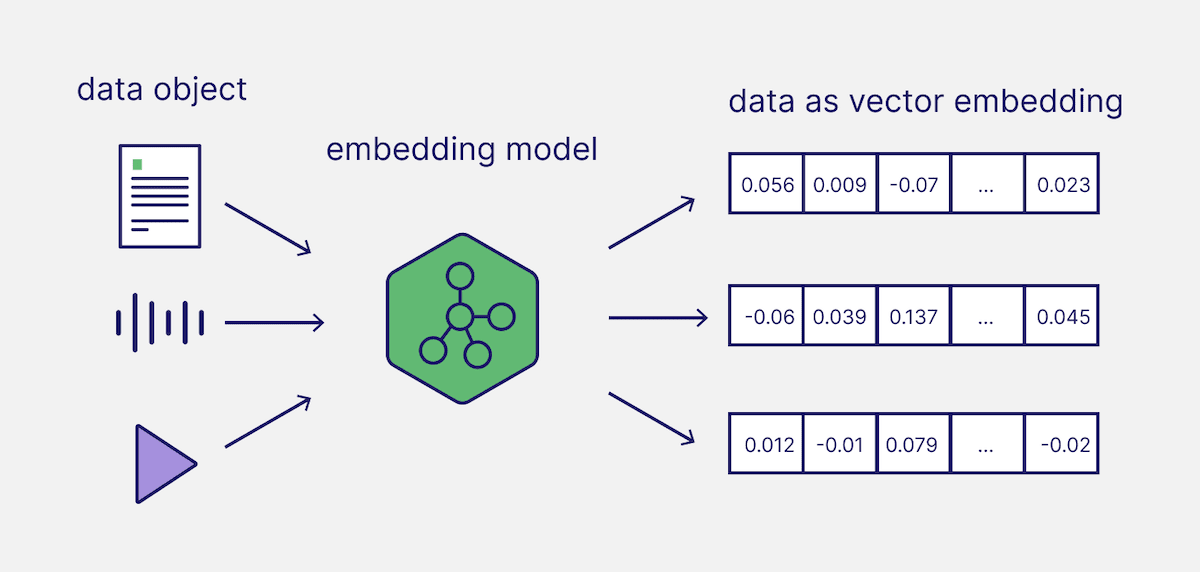 data object
embedding model
data as vector embedding
0.056 0.009 -0.07 ... 0.023
-0.06 0.039 0.137 ... 0.045
0.012 -0.01 0.079 ... -0.02